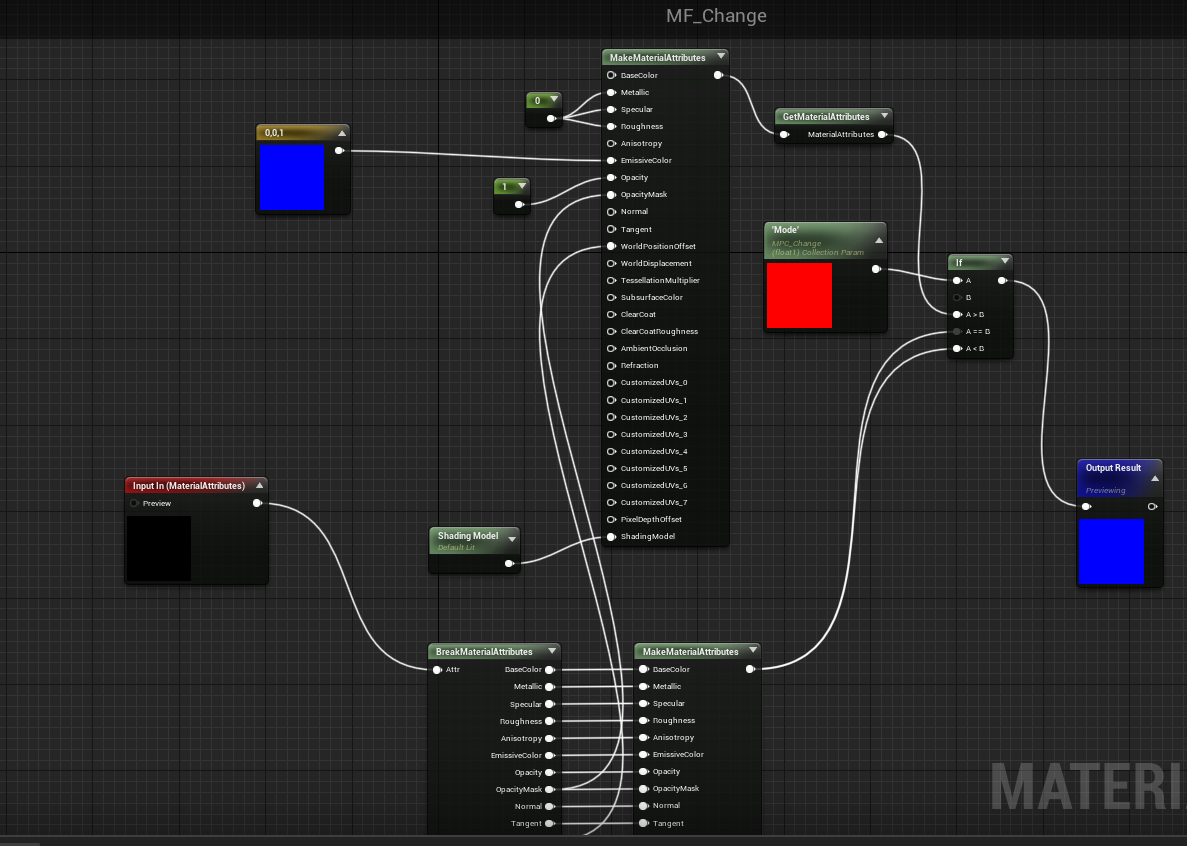 MF_Change
MakeMaterialAttributes
BaseColor
Metallic
Specular
Roughness
Anisotropy
EmissiveColor
Opacity
OpacityMask
Normal
Tangent
WorldPositionOffset
WorldDisplacement
TessellationMultiplier
SubsurfaceColor
ClearCoat
ClearCoatRoughness
AmbientOcclusion
Refraction
CustomizedUVs_0
CustomizedUVs_1
CustomizedUVs_2
CustomizedUVs_3
CustomizedUVs_4
CustomizedUVs_5
CustomizedUVs_6
CustomizedUVs_7
PixelDepthOffset
ShadingModel
0
0,0,1
1
GetMaterialAttributes
MaterialAttributes
'Mode'
MPC_Change
(float1) Collection Param
If
A
B
A > B
A == B
A < B
Input In (MaterialAttributes)
Preview
Shading Model
Default Lit
Output Result
Previewing
BreakMaterialAttributes
Attr
BaseColor
Metallic
Specular
Roughness
Anisotropy
EmissiveColor
Opacity
OpacityMask
Normal
Tangent
MakeMaterialAttributes
BaseColor
Metallic
Specular
Roughness
Anisotropy
EmissiveColor
Opacity
OpacityMask
Normal
Tangent
MATERI